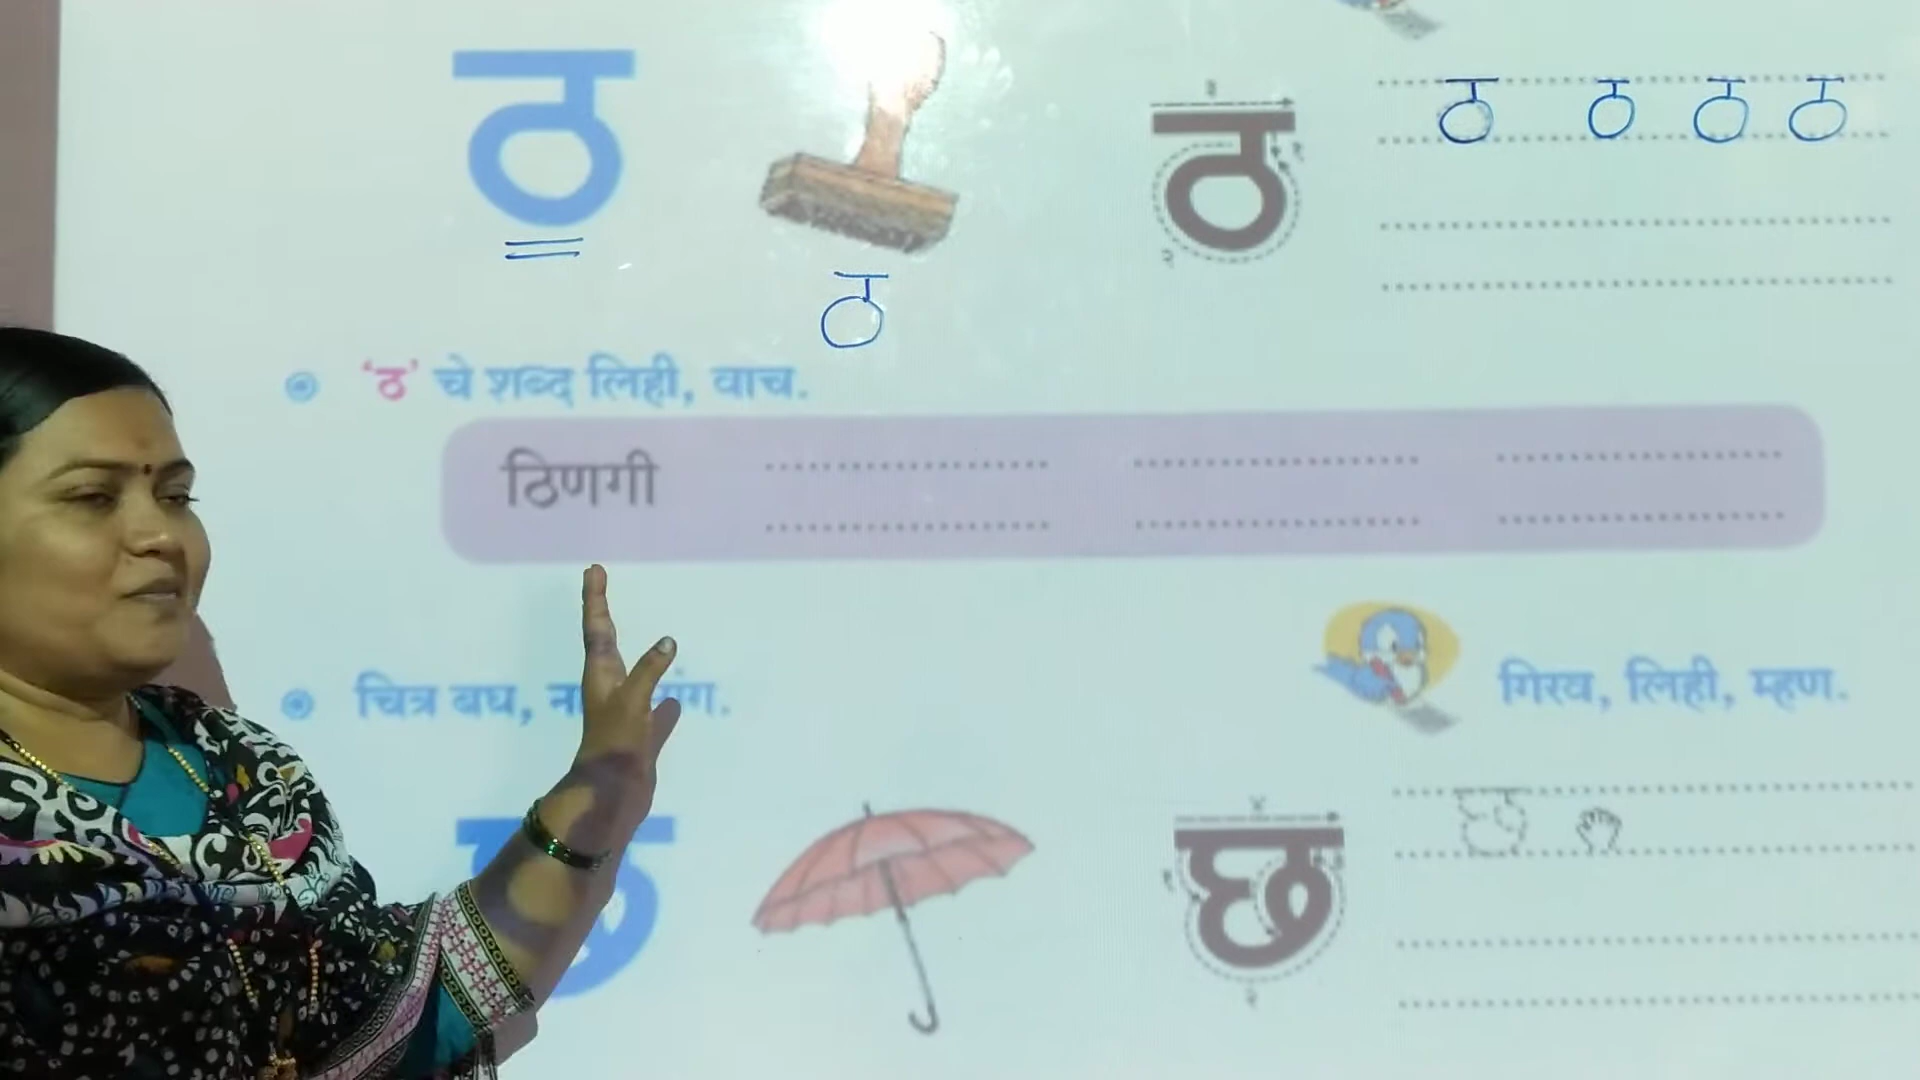 ठ ठ ठ ठ ठ ठ
ठ
'ठ' चे शब्द लिही, वाच.
ठिणगी
चित्र बघ, सांग.
गिरव, लिही, म्हण.
छ छ छ